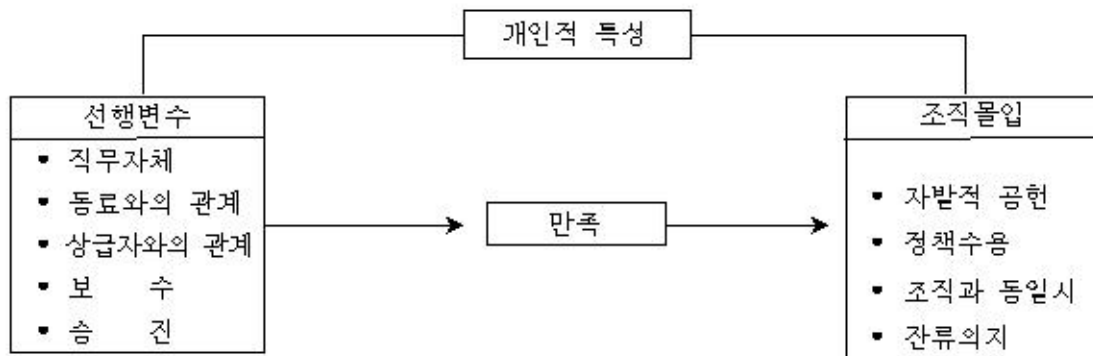 개인적 특성
선행변수
• 직무자체
• 동료와의 관계
• 상급자와의 관계
• 보 수
• 승 진
만족
조직몰입
• 자발적 공헌
• 정책수용
• 조직과 동일시
• 잔류의지